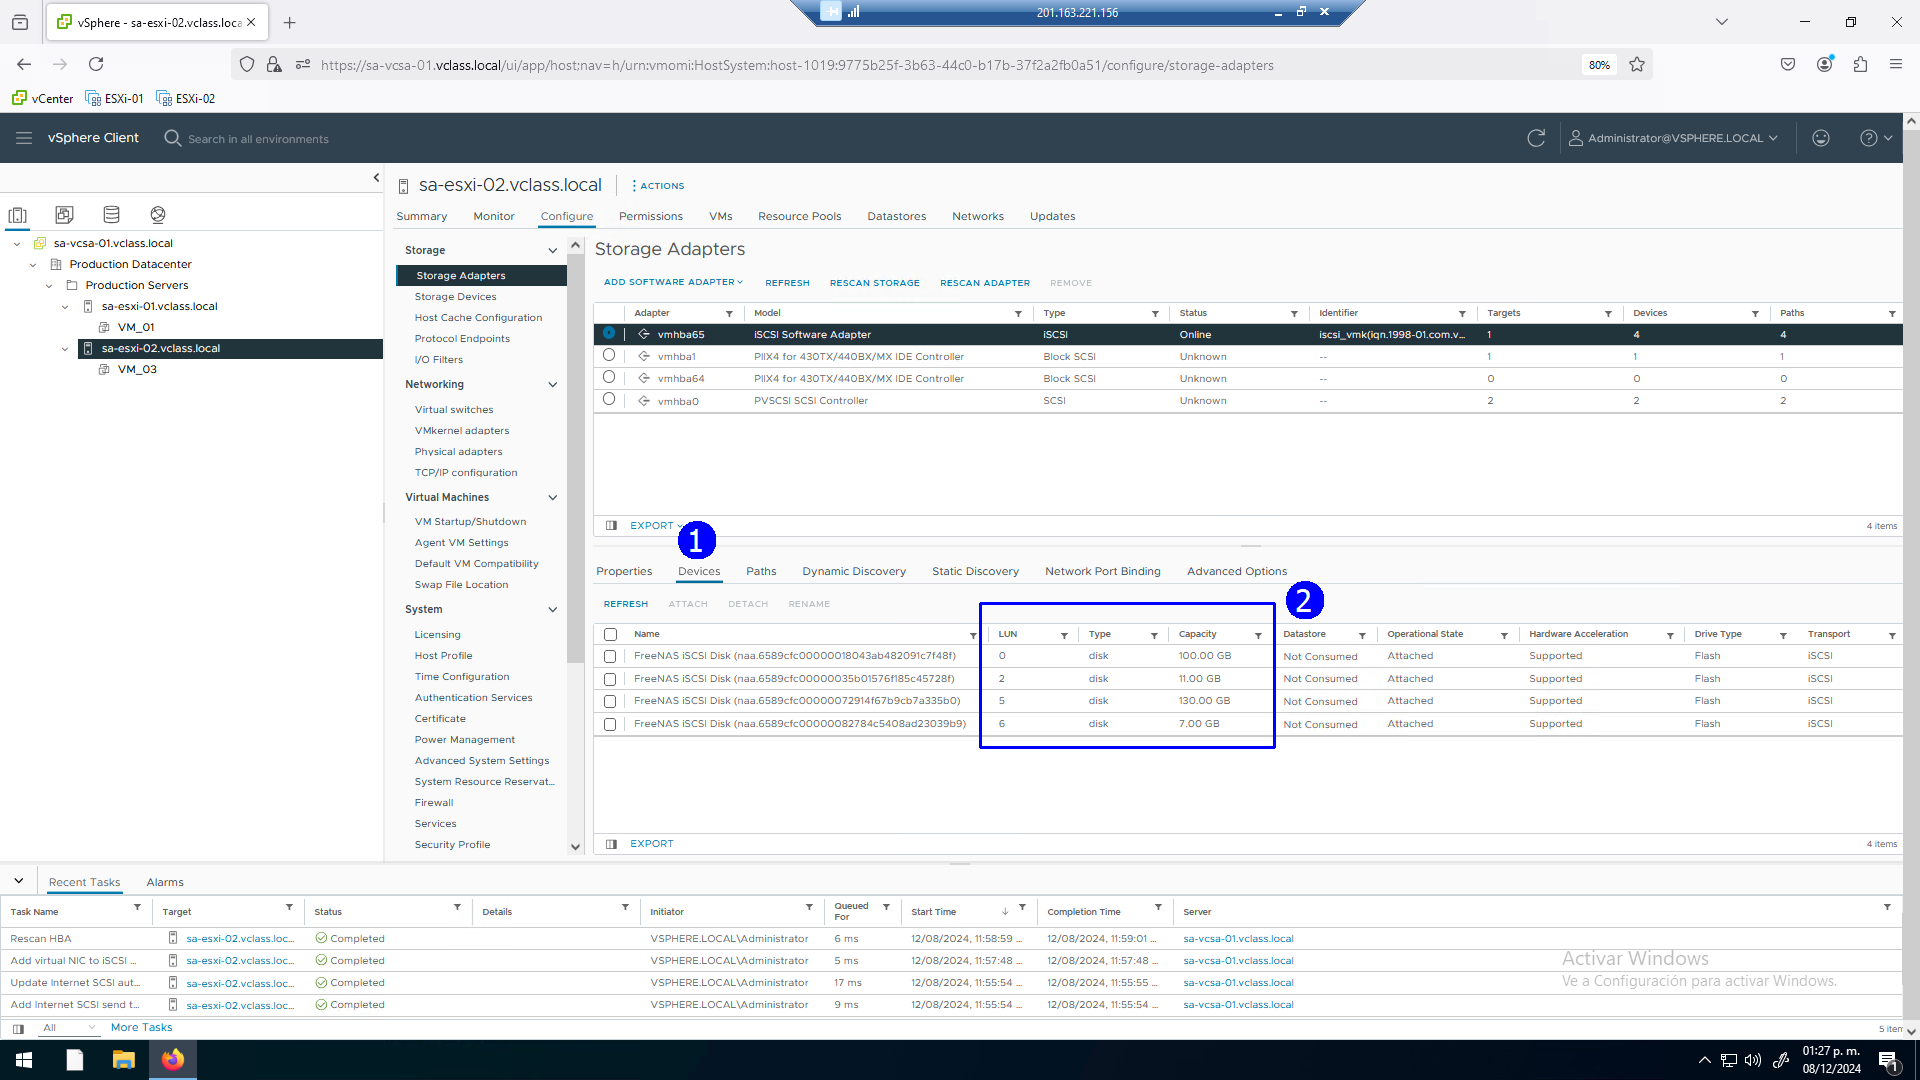 vSphere - sa-esxi-02.vclass.loca
201.163.221.156
https://sa-vcsa-01.vclass.local/ui/app/host;nav=h/urn:vmomi:HostSystem:host-1019:9775b25f-3b63-44c0-b17b-37f2a2fb0a51/configure/storage-adapters
80%
vCenter ESXi-01 ESXi-02
vSphere Client Search in all environments Administrator@VSPHERE.LOCAL
sa-esxi-02.vclass.local ACTIONS
Summary Monitor Configure Permissions VMs Resource Pools Datastores Networks Updates
sa-vcsa-01.vclass.local
Production Datacenter
Production Servers
sa-esxi-01.vclass.local
VM_01
sa-esxi-02.vclass.local
VM_03
Storage
Storage Adapters
Storage Devices
Host Cache Configuration
Protocol Endpoints
I/O Filters
Networking
Virtual switches
VMkernel adapters
Physical adapters
TCP/IP configuration
Virtual Machines
VM Startup/Shutdown
Agent VM Settings
Default VM Compatibility
Swap File Location
System
Licensing
Host Profile
Time Configuration
Authentication Services
Certificate
Power Management
Advanced System Settings
System Resource Reservat...
Firewall
Services
Security Profile
Storage Adapters
ADD SOFTWARE ADAPTER REFRESH RESCAN STORAGE RESCAN ADAPTER REMOVE
Adapter Model Type Status Identifier Targets Devices Paths
vmhba65 iSCSI Software Adapter iSCSI Online iscsi_vmk(iqn.1998-01.com.v... 1 4 4
vmhba1 PIIX4 for 430TX/440BX/MX IDE Controller Block SCSI Unknown -- 1 1 1
vmhba64 PIIX4 for 430TX/440BX/MX IDE Controller Block SCSI Unknown -- 0 0 0
vmhba0 PVSCSI SCSI Controller SCSI Unknown -- 2 2 2
EXPORT 4 items
1
Properties Devices Paths Dynamic Discovery Static Discovery Network Port Binding Advanced Options
2
REFRESH ATTACH DETACH RENAME
Name LUN Type Capacity Datastore Operational State Hardware Acceleration Drive Type Transport
FreeNAS iSCSI Disk (naa.6589cfc00000018043ab482091c7f48f) 0 disk 100.00 GB Not Consumed Attached Supported Flash iSCSI
FreeNAS iSCSI Disk (naa.6589cfc00000035b01576f185c45728f) 2 disk 11.00 GB Not Consumed Attached Supported Flash iSCSI
FreeNAS iSCSI Disk (naa.6589cfc00000072914f67b9cb7a335b0) 5 disk 130.00 GB Not Consumed Attached Supported Flash iSCSI
FreeNAS iSCSI Disk (naa.6589cfc00000082784c5408ad23039b9) 6 disk 7.00 GB Not Consumed Attached Supported Flash iSCSI
EXPORT 4 items
Recent Tasks Alarms
Task Name Target Status Details Initiator Queued For Start Time Completion Time Server
Rescan HBA sa-esxi-02.vclass.loc... Completed VSPHERE.LOCAL\Administrator 6 ms 12/08/2024, 11:58:59 ... 12/08/2024, 11:59:01 ... sa-vcsa-01.vclass.local
Add virtual NIC to iSCSI ... sa-esxi-02.vclass.loc... Completed VSPHERE.LOCAL\Administrator 5 ms 12/08/2024, 11:57:48 ... 12/08/2024, 11:57:48 ... sa-vcsa-01.vclass.local
Update Internet SCSI aut... sa-esxi-02.vclass.loc... Completed VSPHERE.LOCAL\Administrator 17 ms 12/08/2024, 11:55:54 ... 12/08/2024, 11:55:55 ... sa-vcsa-01.vclass.local
Add Internet SCSI send t... sa-esxi-02.vclass.loc... Completed VSPHERE.LOCAL\Administrator 9 ms 12/08/2024, 11:55:54 ... 12/08/2024, 11:55:54 ... sa-vcsa-01.vclass.local
Activar Windows
Ve a Configuración para activar Windows.
All More Tasks 5 item
01:27 p. m.
08/12/2024
1